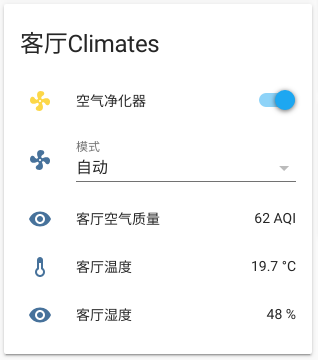 客厅Climates
空气净化器
模式
自动
客厅空气质量 62 AQI
客厅温度 19.7 °C
客厅湿度 48 %